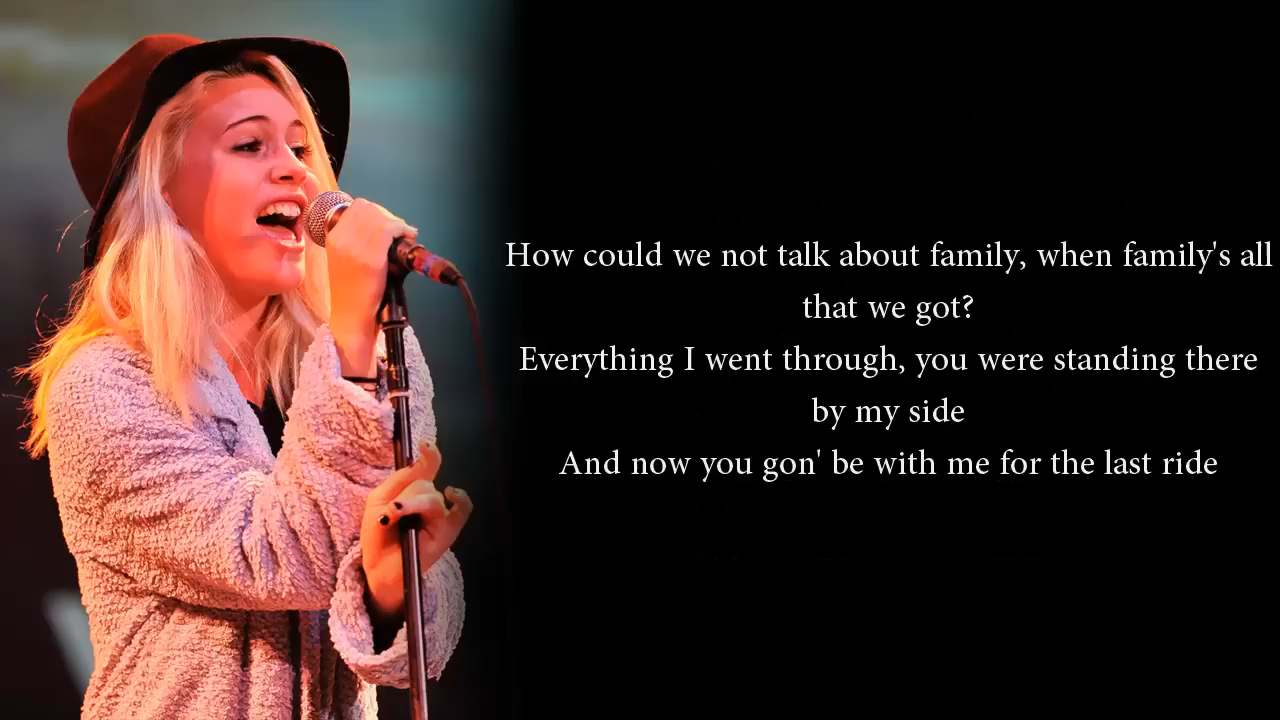 How could we not talk about family, when family's all
that we got?
Everything I went through, you were standing there
by my side
And now you gon' be with me for the last ride